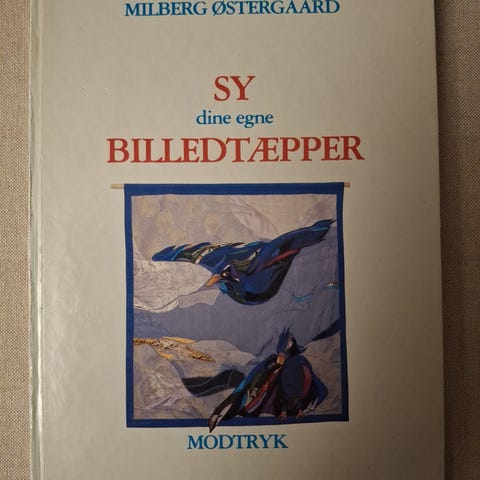 MILBERG ØSTERGAARD
SY
dine egne
BILLEDTÆPPER
MODTRYK